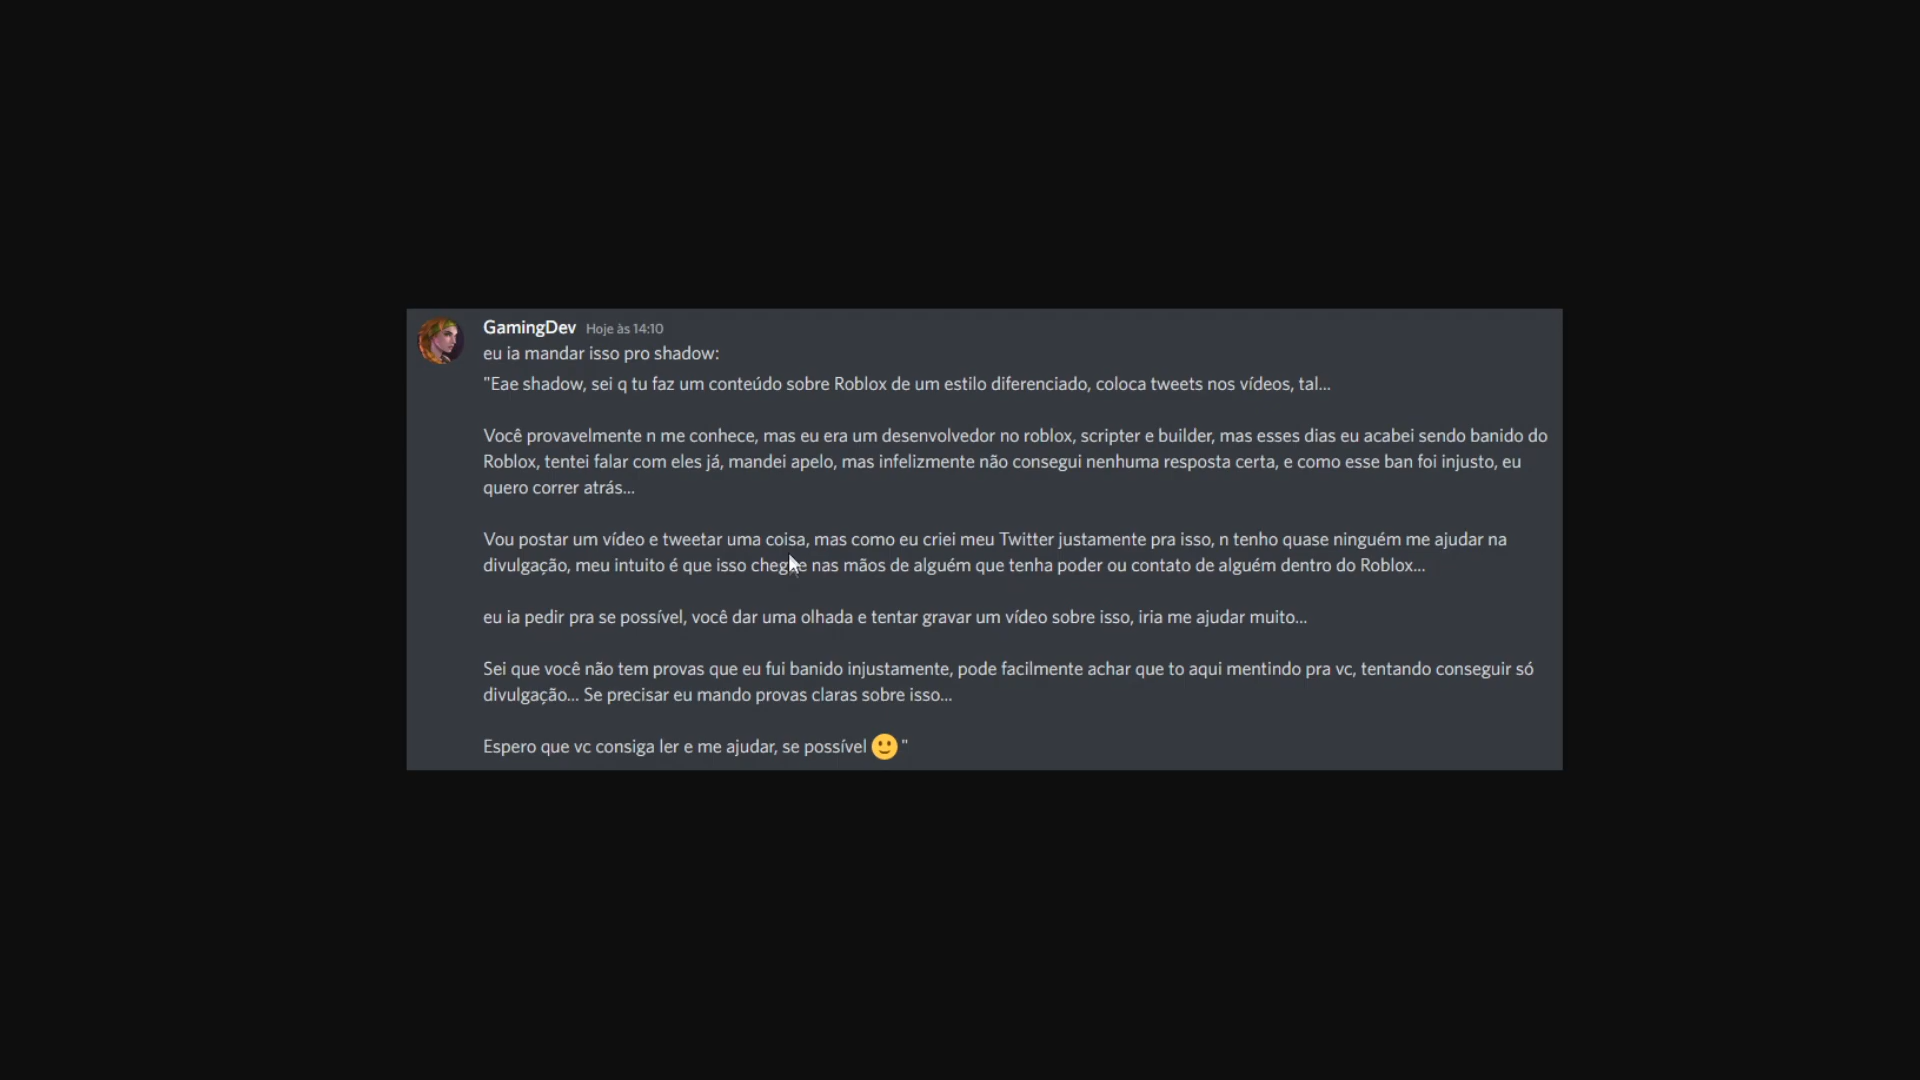 GamingDev Hoje às 14:10
eu ia mandar isso pro shadow:
"Eae shadow, sei q tu faz um conteúdo sobre Roblox de um estilo diferenciado, coloca tweets nos vídeos, tal...
Você provavelmente n me conhece, mas eu era um desenvolvedor no roblox, scripter e builder, mas esses dias eu acabei sendo banido do
Roblox, tentei falar com eles já, mandei apelo, mas infelizmente não consegui nenhuma resposta certa, e como esse ban foi injusto, eu
quero correr atrás...
Vou postar um vídeo e tweetar uma coisa, mas como eu criei meu Twitter justamente pra isso, n tenho quase ninguém me ajudar na
divulgação, meu intuito é que isso chegue nas mãos de alguém que tenha poder ou contato de alguém dentro do Roblox...
eu ia pedir pra se possível, você dar uma olhada e tentar gravar um vídeo sobre isso, iria me ajudar muito...
Sei que você não tem provas que eu fui banido injustamente, pode facilmente achar que to aqui mentindo pra vc, tentando conseguir só
divulgação... Se precisar eu mando provas claras sobre isso...
Espero que vc consiga ler e me ajudar, se possível 🙂 "